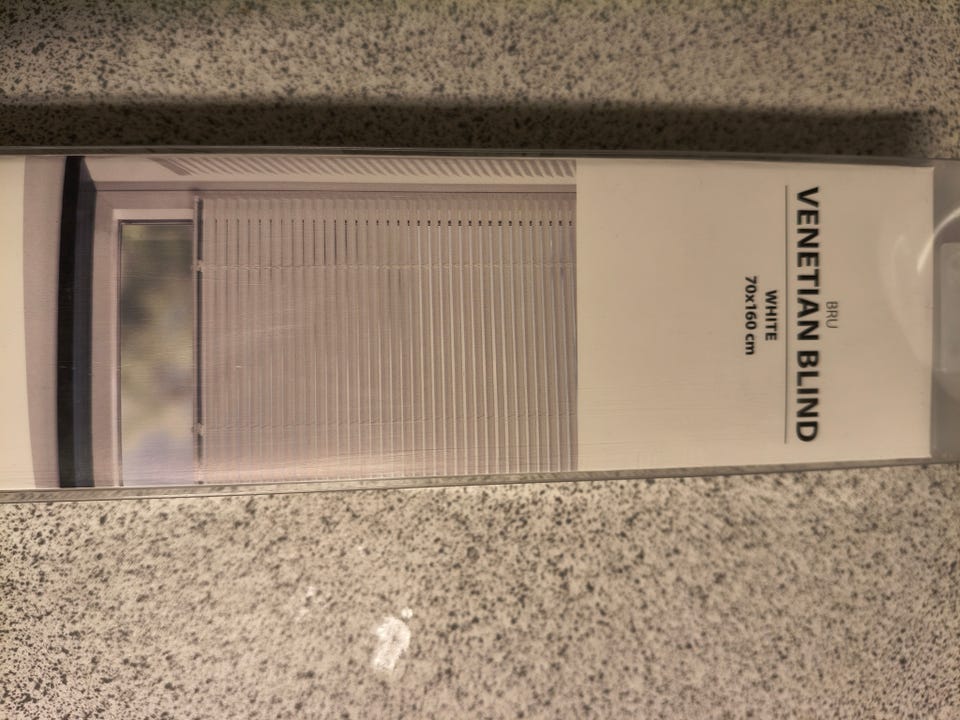 BRU
VENETIAN BLIND
WHITE
70x160 cm